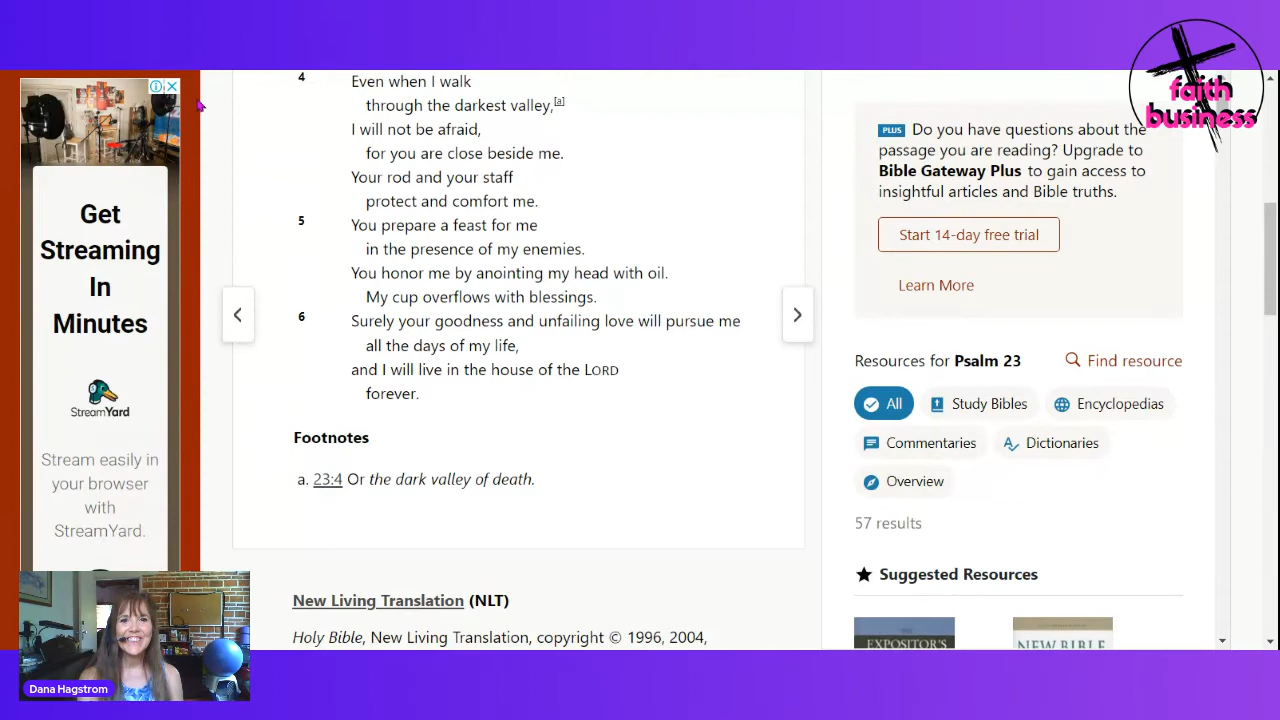 faith
business
Get
Streaming
In
Minutes
StreamYard
Stream easily in
your browser
with
StreamYard.
Dana Hagstrom
4 Even when I walk
through the darkest valley,[a]
I will not be afraid,
for you are close beside me.
Your rod and your staff
protect and comfort me.
5 You prepare a feast for me
in the presence of my enemies.
You honor me by anointing my head with oil.
My cup overflows with blessings.
6 Surely your goodness and unfailing love will pursue me
all the days of my life,
and I will live in the house of the LORD
forever.
Footnotes
a. 23:4 Or the dark valley of death.
New Living Translation (NLT)
Holy Bible, New Living Translation, copyright © 1996, 2004,
PLUS Do you have questions about the
passage you are reading? Upgrade to
Bible Gateway Plus to gain access to
insightful articles and Bible truths.
Start 14-day free trial
Learn More
Resources for Psalm 23 Find resource
All Study Bibles Encyclopedias
Commentaries Dictionaries
Overview
57 results
Suggested Resources
EXPOSITOR'S
NEW BIBLE